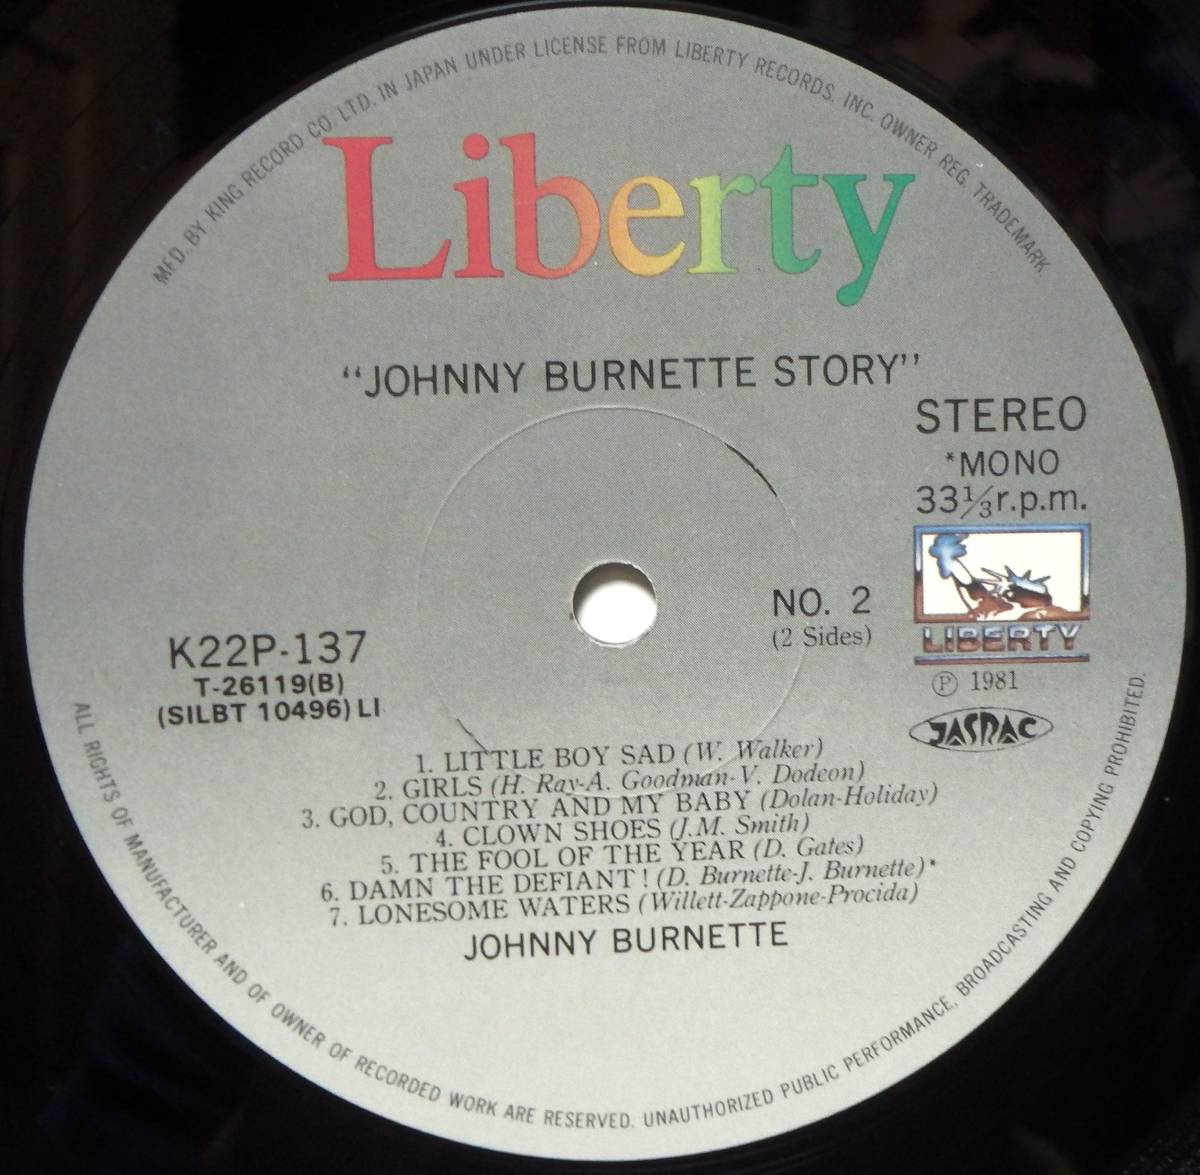 MFD. BY KING RECORD CO. LTD. IN JAPAN UNDER LICENSE FROM LIBERTY RECORDS, INC. OWNER REG. TRADEMARK.
Liberty
“JOHNNY BURNETTE STORY”
STEREO
*MONO
33⅓r.p.m.
LIBERTY
NO. 2
(2 Sides)
Ⓟ 1981
JASRAC
K22P-137
T-26119(B)
(SILBT 10496) LI
1. LITTLE BOY SAD (W. Walker)
2. GIRLS (H. Ray-A. Goodman-V. Dodeon)
3. GOD, COUNTRY AND MY BABY (Dolan-Holiday)
4. CLOWN SHOES (J.M. Smith)
5. THE FOOL OF THE YEAR (D. Gates)
6. DAMN THE DEFIANT! (D. Burnette-J. Burnette)*
7. LONESOME WATERS (Willett-Zappone-Procida)
JOHNNY BURNETTE
ALL RIGHTS OF MANUFACTURER AND OF OWNER OF RECORDED WORK ARE RESERVED. UNAUTHORIZED PUBLIC PERFORMANCE, BROADCASTING AND COPYING PROHIBITED.